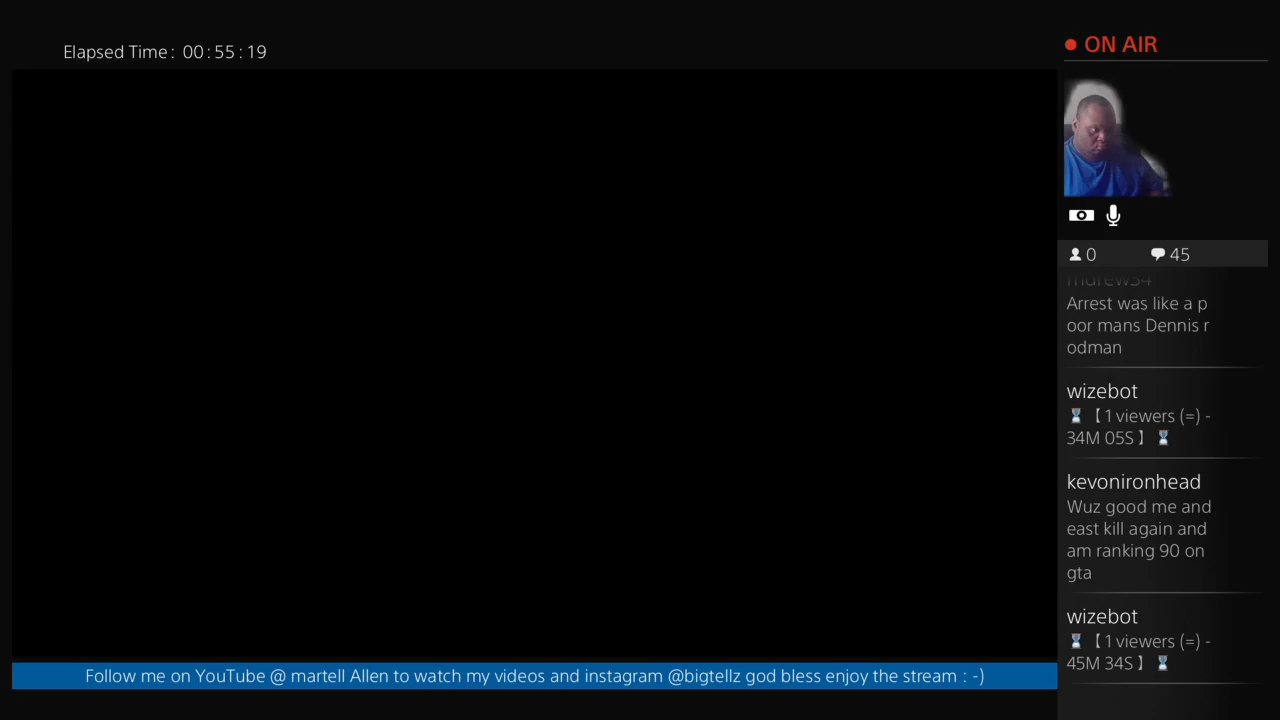 Elapsed Time: 00:55:19
ON AIR
0 45
mdrew34
Arrest was like a p
oor mans Dennis r
odman
wizebot
⌛【1 viewers (=) -
34M 05S】⌛
kevonironhead
Wuz good me and
east kill again and
am ranking 90 on
gta
wizebot
⌛【1 viewers (=) -
45M 34S】⌛
Follow me on YouTube @ martell Allen to watch my videos and instagram @bigtellz god bless enjoy the stream : -)